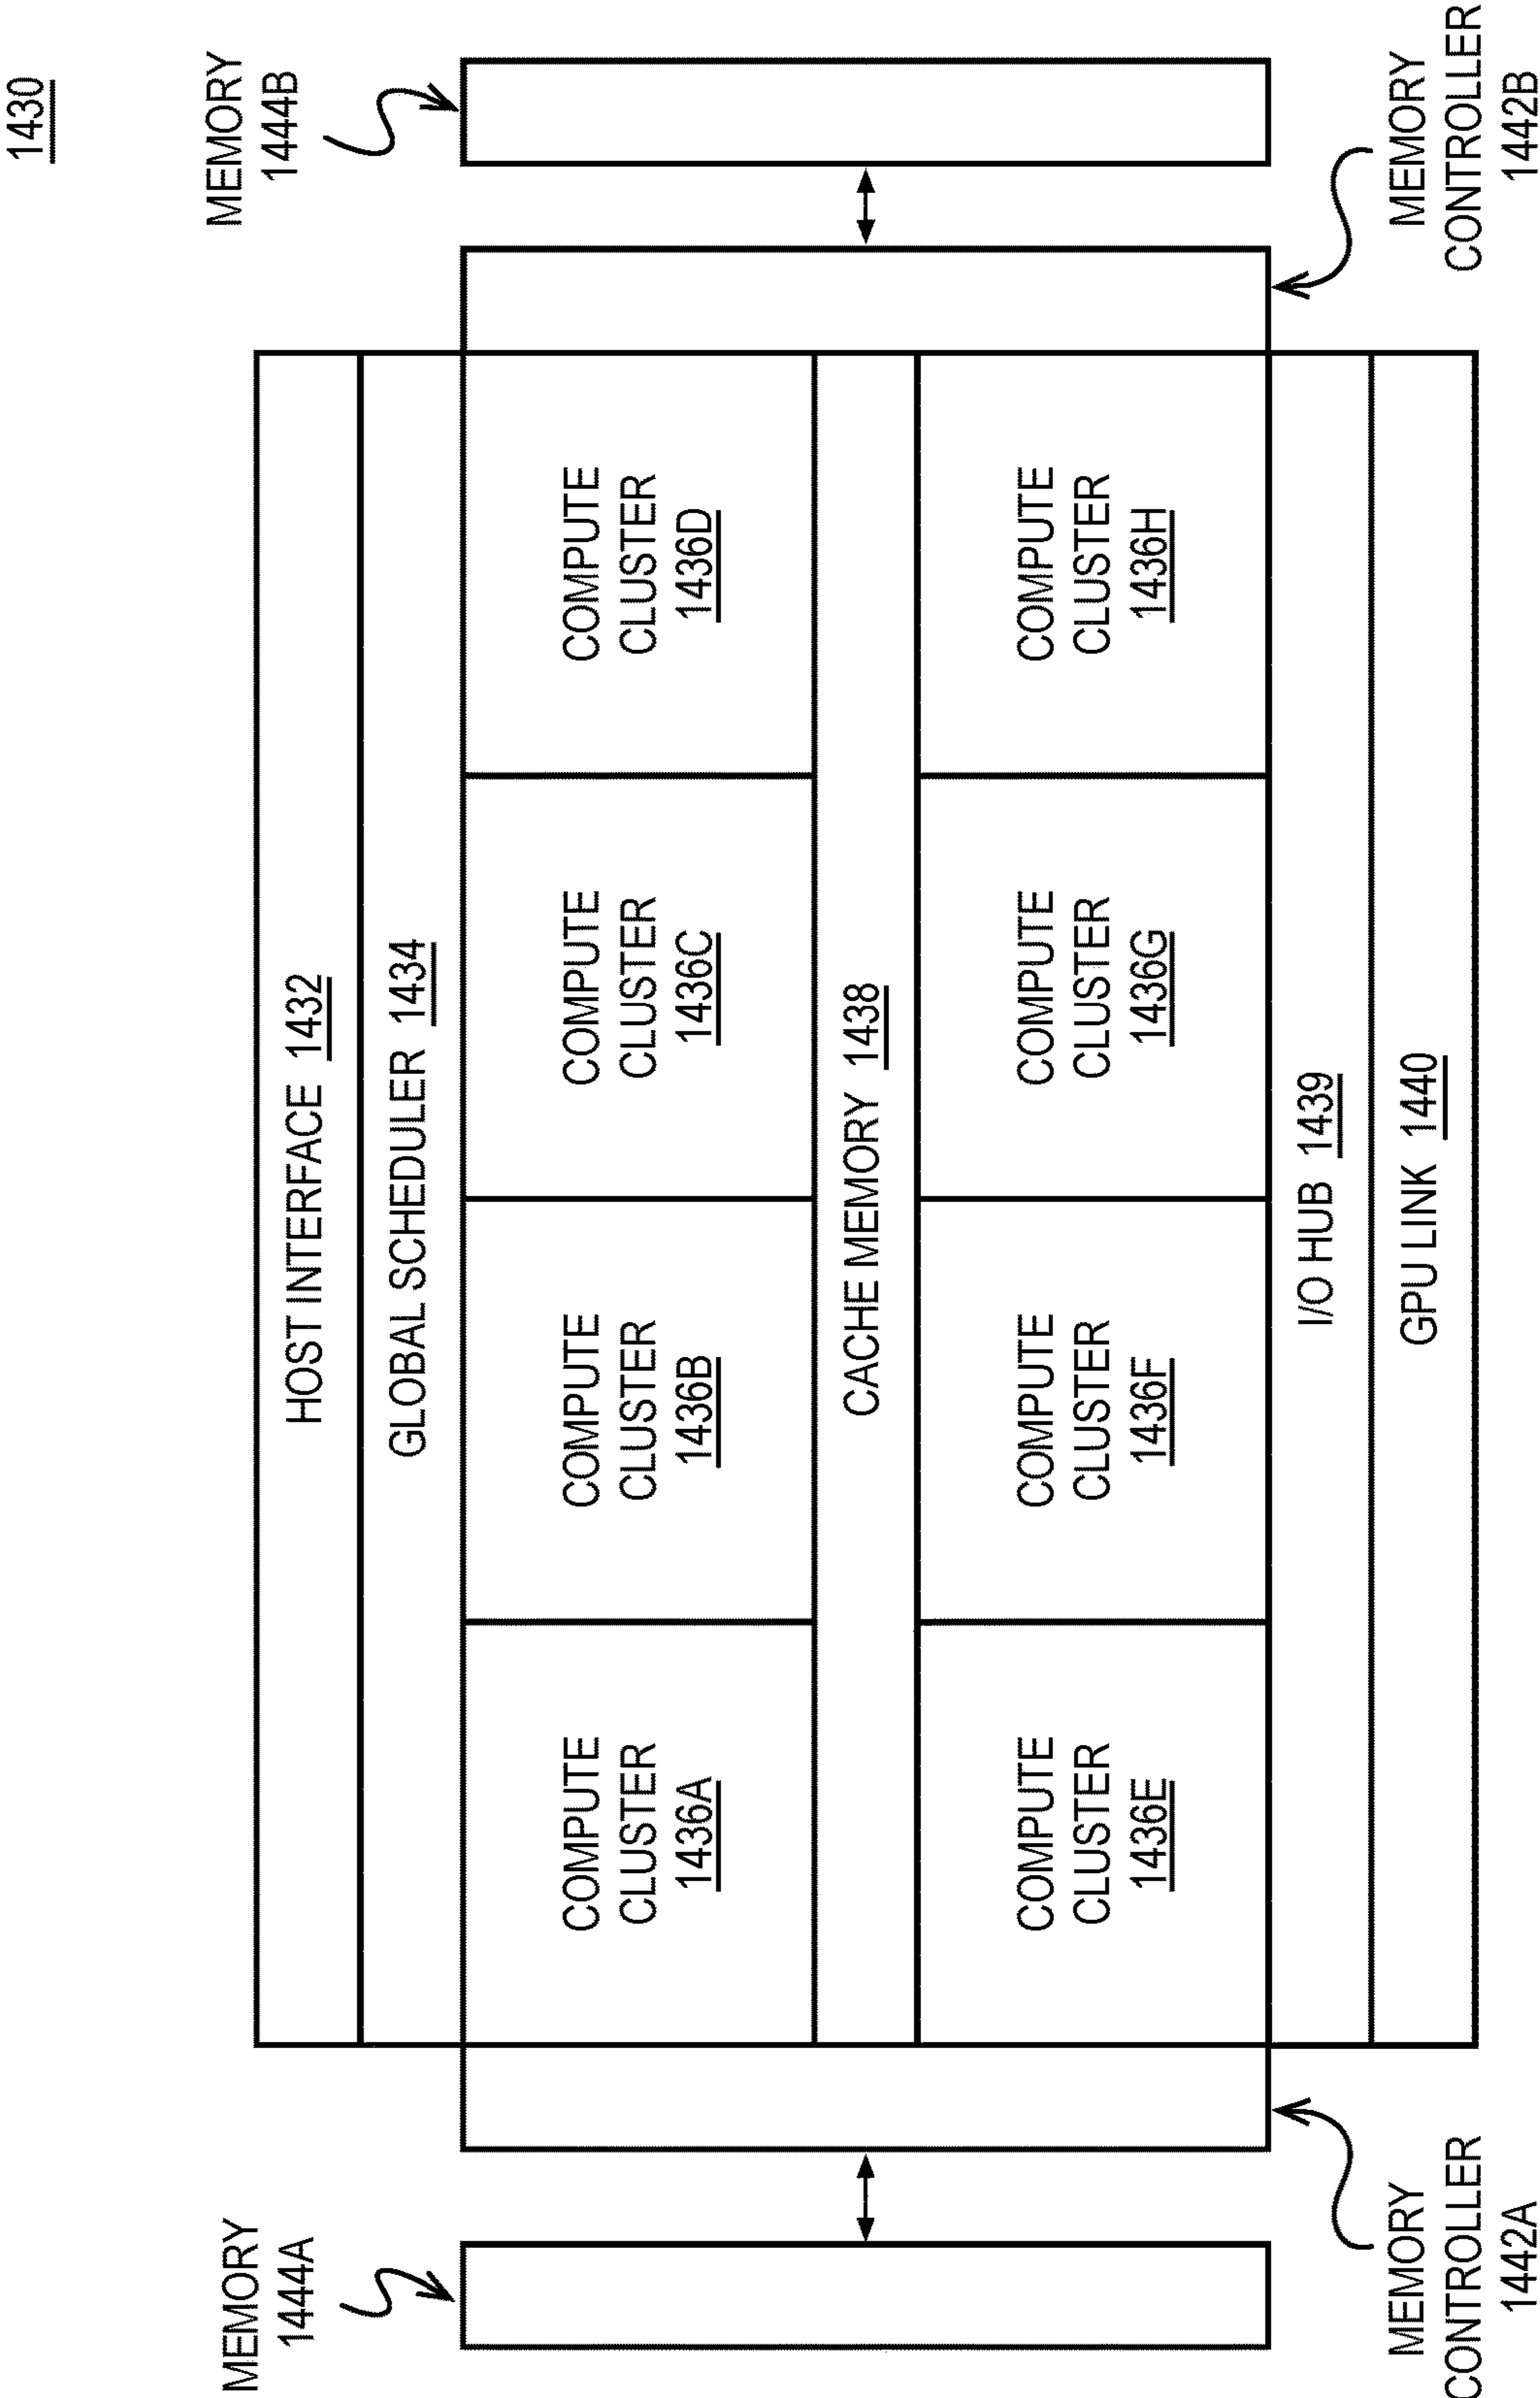 1430
HOST INTERFACE 1432
GLOBAL SCHEDULER 1434
MEMORY
1444A
MEMORY
1444B
COMPUTE
CLUSTER
1436A
COMPUTE
CLUSTER
1436B
COMPUTE
CLUSTER
1436C
COMPUTE
CLUSTER
1436D
CACHE MEMORY 1438
COMPUTE
CLUSTER
1436E
COMPUTE
CLUSTER
1436F
COMPUTE
CLUSTER
1436G
COMPUTE
CLUSTER
1436H
I/O HUB 1439
GPU LINK 1440
MEMORY
CONTROLLER
1442A
MEMORY
CONTROLLER
1442B